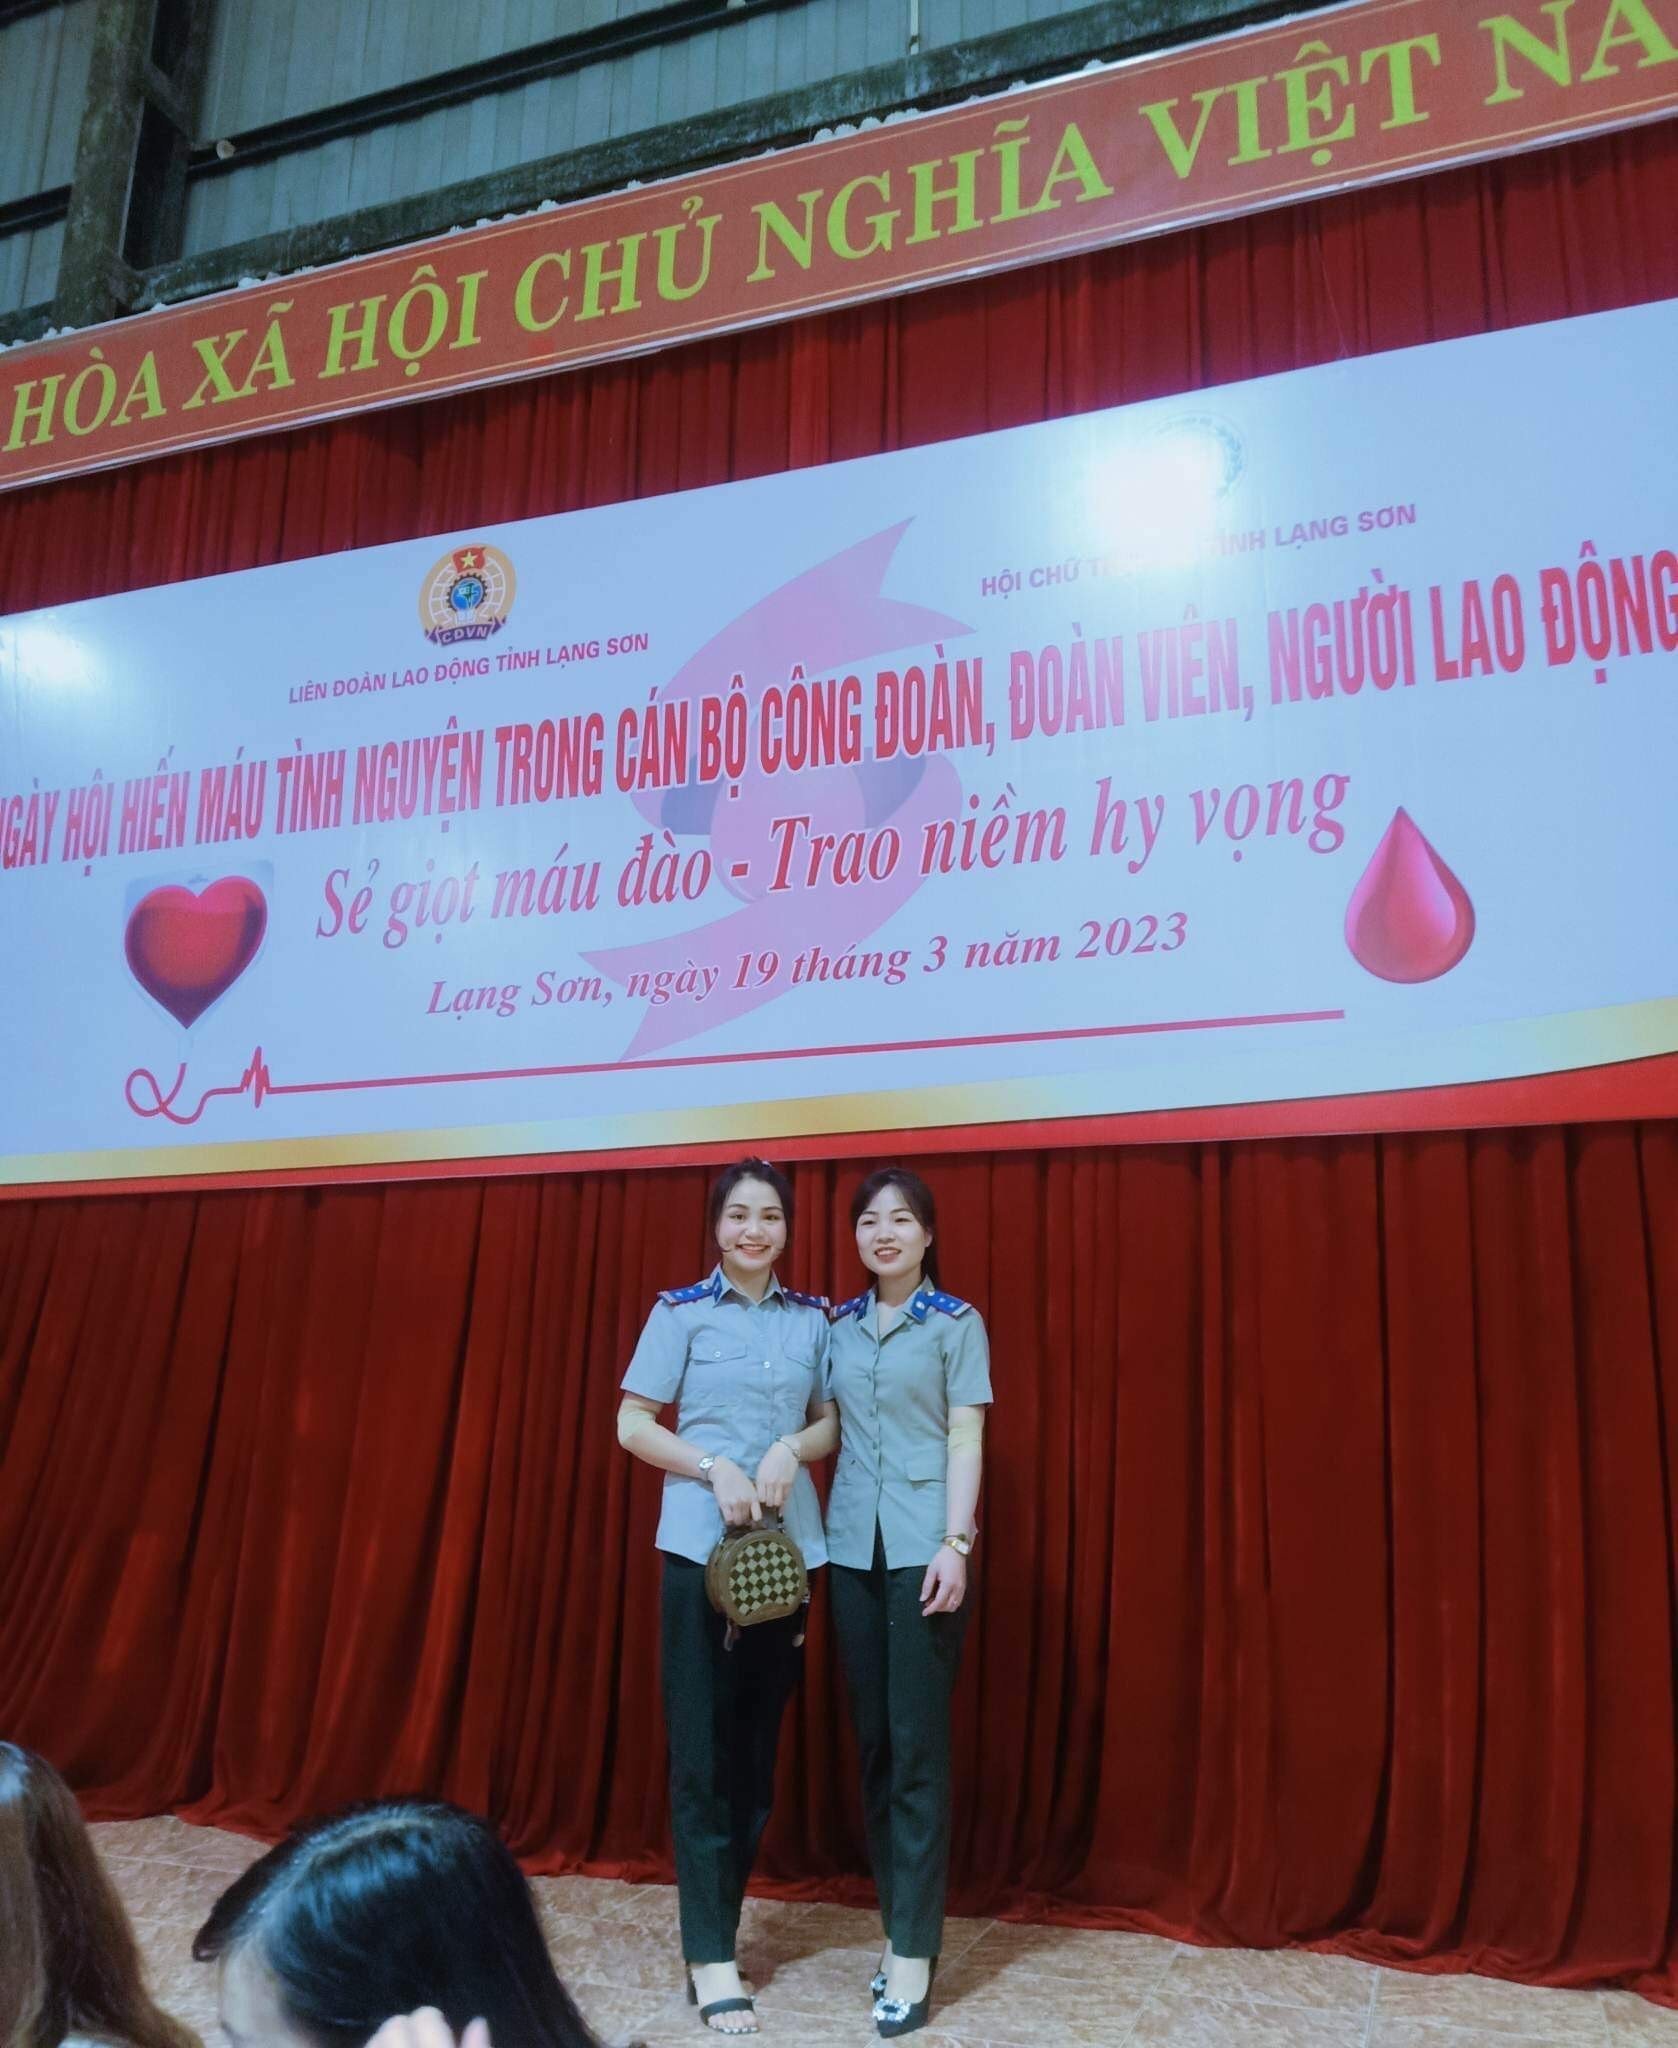 HÒA XÃ HỘI CHỦ NGHĨA VIỆT NA
CDVN
LIÊN ĐOÀN LAO ĐỘNG TỈNH LẠNG SƠN
HỘI CHỮ TỈNH LẠNG SƠN
NGÀY HỘI HIẾN MÁU TÌNH NGUYỆN TRONG CÁN BỘ CÔNG ĐOÀN, ĐOÀN VIÊN, NGƯỜI LAO ĐỘNG
Sẻ giọt máu đào - Trao niềm hy vọng
Lạng Sơn, ngày 19 tháng 3 năm 2023